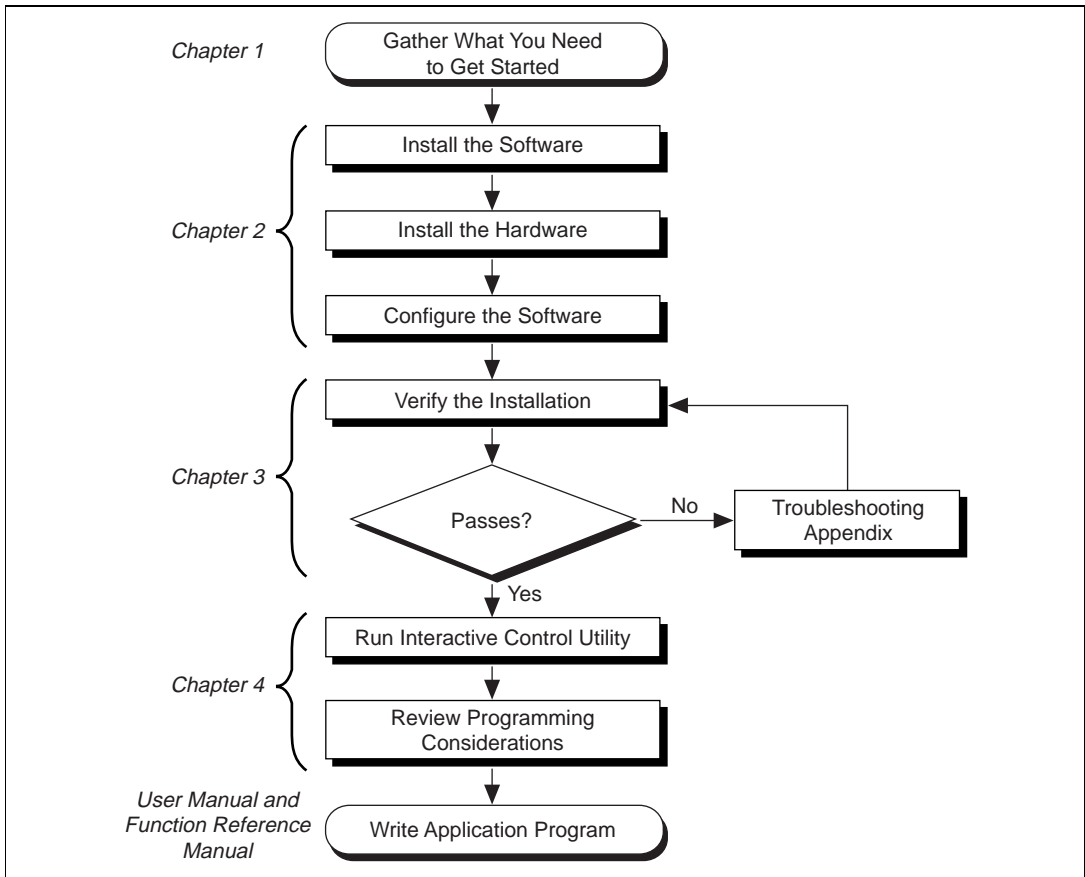 Chapter 1
Gather What You Need
to Get Started
Install the Software
Chapter 2
Install the Hardware
Configure the Software
Verify the Installation
Chapter 3
Passes?
No
Troubleshooting
Appendix
Yes
Run Interactive Control Utility
Chapter 4
Review Programming
Considerations
User Manual and
Function Reference
Manual
Write Application Program